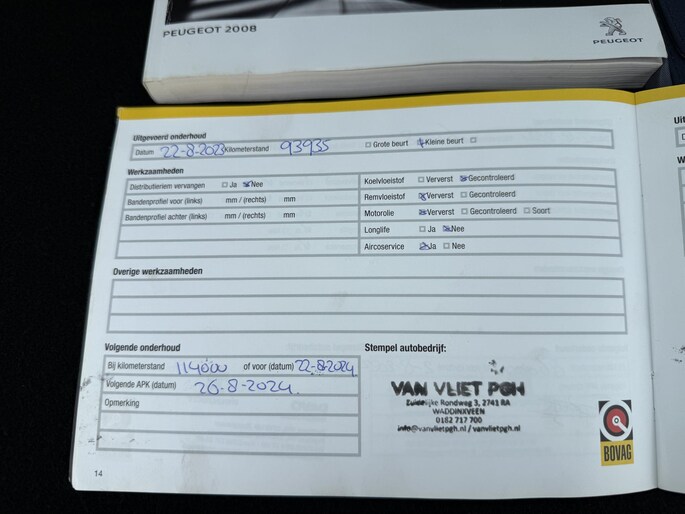 PEUGEOT 2008
PEUGEOT
Uitgevoerd onderhoud
Datum 22-8-2023 Kilometerstand 93935 Grote beurt Kleine beurt
Werkzaamheden
Distributieriem vervangen Ja Nee
Bandenprofiel voor (links) mm / (rechts) mm
Bandenprofiel achter (links) mm / (rechts) mm
Koelvloeistof Ververst Gecontroleerd
Remvloeistof Ververst Gecontroleerd
Motorolie Ververst Gecontroleerd Soort
Longlife Ja Nee
Aircoservice Ja Nee
Overige werkzaamheden
Volgende onderhoud
Bij kilometerstand 114000 of voor (datum) 22-8-2024
Volgende APK (datum) 26-8-2024
Opmerking
Stempel autobedrijf:
VAN VLIET PGH
Zuidelijke Rondweg 3, 2741 RA
WADDINXVEEN
0182 717 700
info@vanvlietpgh.nl / vanvlietpgh.nl
BOVAG
14
Uit
W